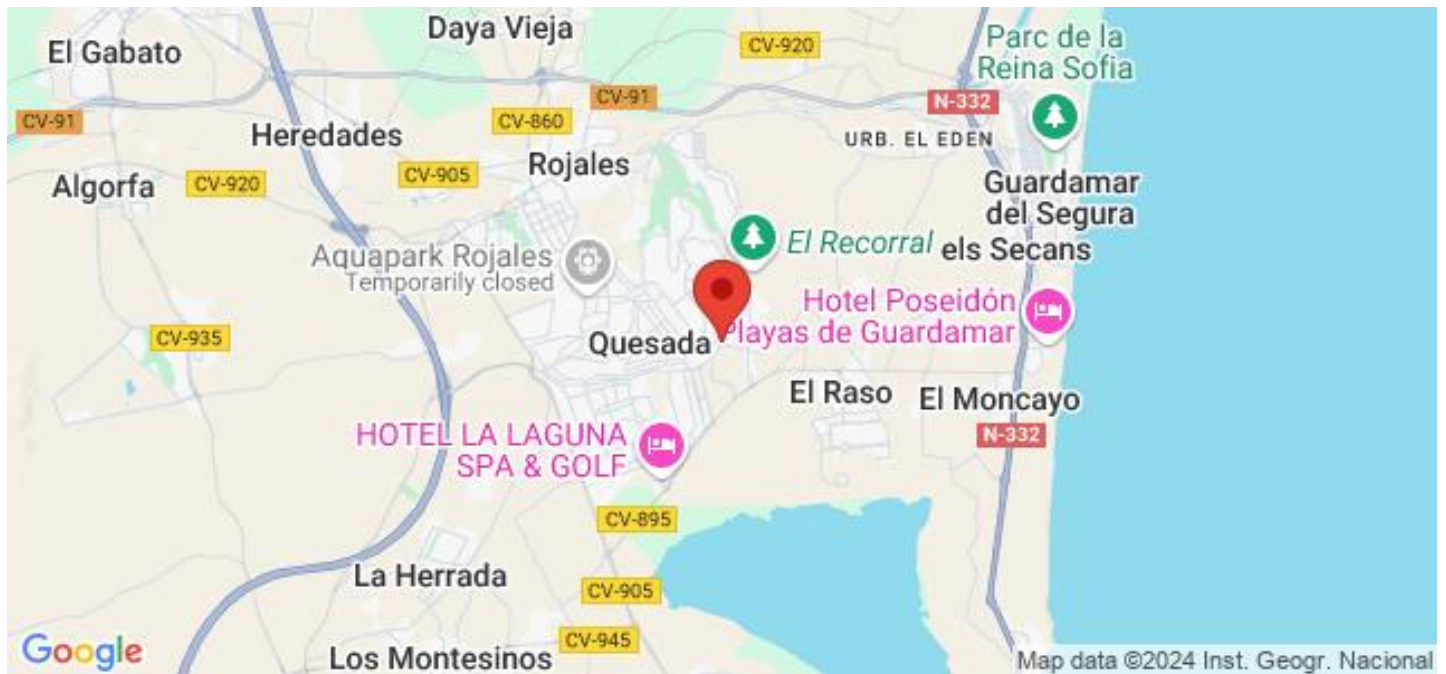 Daya Vieja
El Gabato
CV-920
Parc de la
Reina Sofia
CV-91
N-332
CV-91
CV-860
Heredades
URB. EL EDEN
Rojales
Algorfa
CV-920
CV-905
Guardamar
del Segura
El Recorral
els Secans
Aquapark Rojales
Temporarily closed
Hotel Poseidón
Playas de Guardamar
CV-935
Quesada
El Raso
El Moncayo
HOTEL LA LAGUNA
SPA & GOLF
N-332
CV-895
La Herrada
CV-905
CV-945
Los Montesinos
Google
Map data ©2024 Inst. Geogr. Nacional